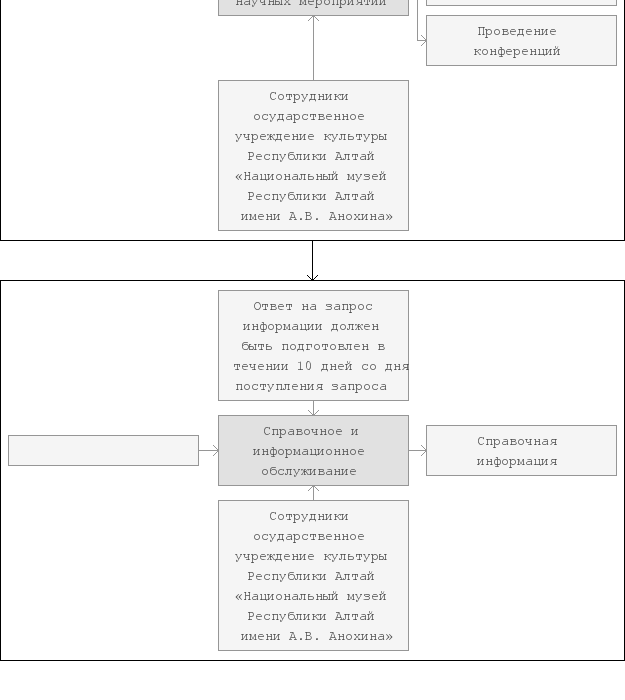 научных мероприятий
Проведение
конференций
Сотрудники
осударственное
учреждение культуры
Республики Алтай
«Национальный музей
Республики Алтай
имени А.В. Анохина»
Ответ на запрос
информации должен
быть подготовлен в
течении 10 дней со дня
поступления запроса
Справочное и
информационное
обслуживание
Справочная
информация
Сотрудники
осударственное
учреждение культуры
Республики Алтай
«Национальный музей
Республики Алтай
имени А.В. Анохина»